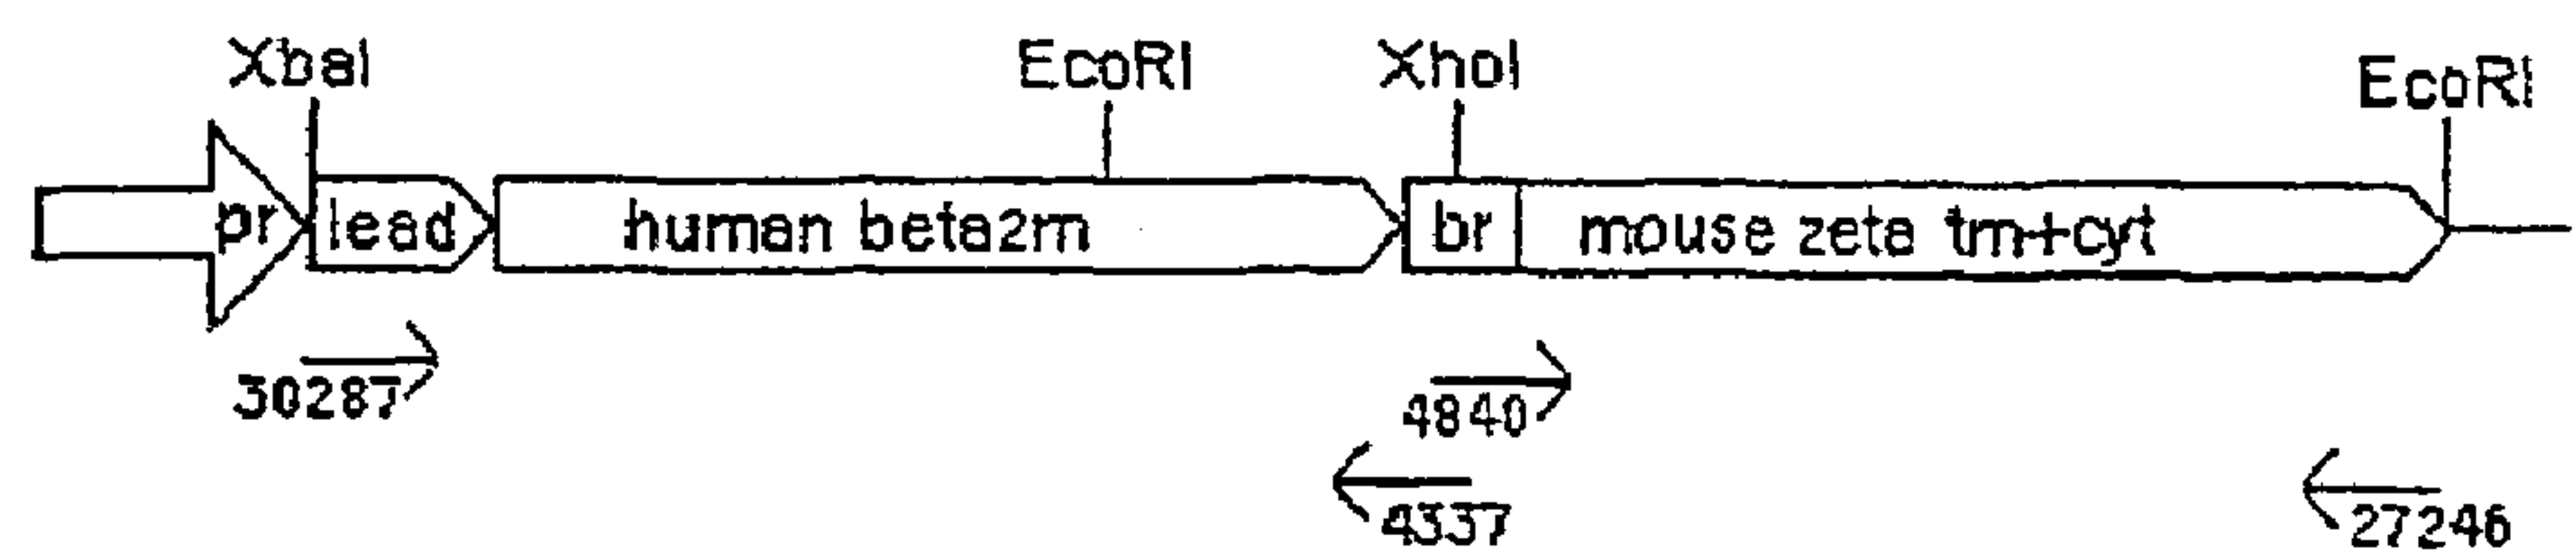 XbaI EcoRI XhoI EcoRI
pr lead human beta2m br mouse zeta tm+cyt
30287 4840
4337 27246